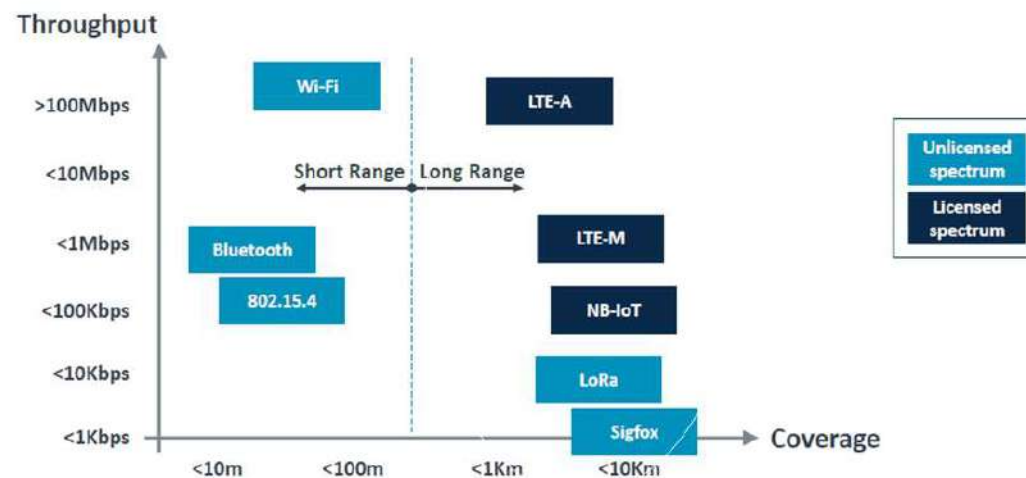 Throughput
Wi-Fi
LTE-A
>100Mbps
Unlicensed
spectrum
<10Mbps
Short Range
Long Range
Licensed
spectrum
<1Mbps
Bluetooth
LTE-M
802.15.4
<100Kbps
NB-IoT
<10Kbps
LoRa
Sigfox
<1Kbps
Coverage
<10m
<100m
<1Km
<10Km